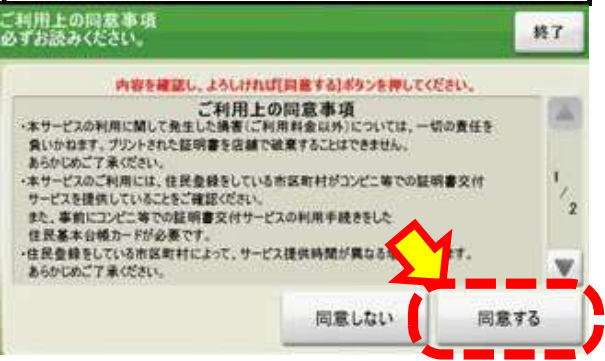 ご利用上の同意事項
必ずお読みください。
終了
内容を確認し、よろしければ[同意する]ボタンを押してください。
ご利用上の同意事項
・本サービスの利用に関して発生した損害(ご利用料金以外)については、一切の責任を
負いかねます。プリントされた証明書を店舗で破棄することはできません。
あらかじめご了承ください。
・本サービスのご利用には、住民登録をしている市区町村がコンビニ等での証明書交付
サービスを提供していることをご確認ください。
また、事前にコンビニ等での証明書交付サービスの利用手続きをした
住民基本台帳カードが必要です。
・住民登録をしている市区町村によって、サービス提供時間が異なる ます。
あらかじめご了承ください。
1/2
同意しない
同意する